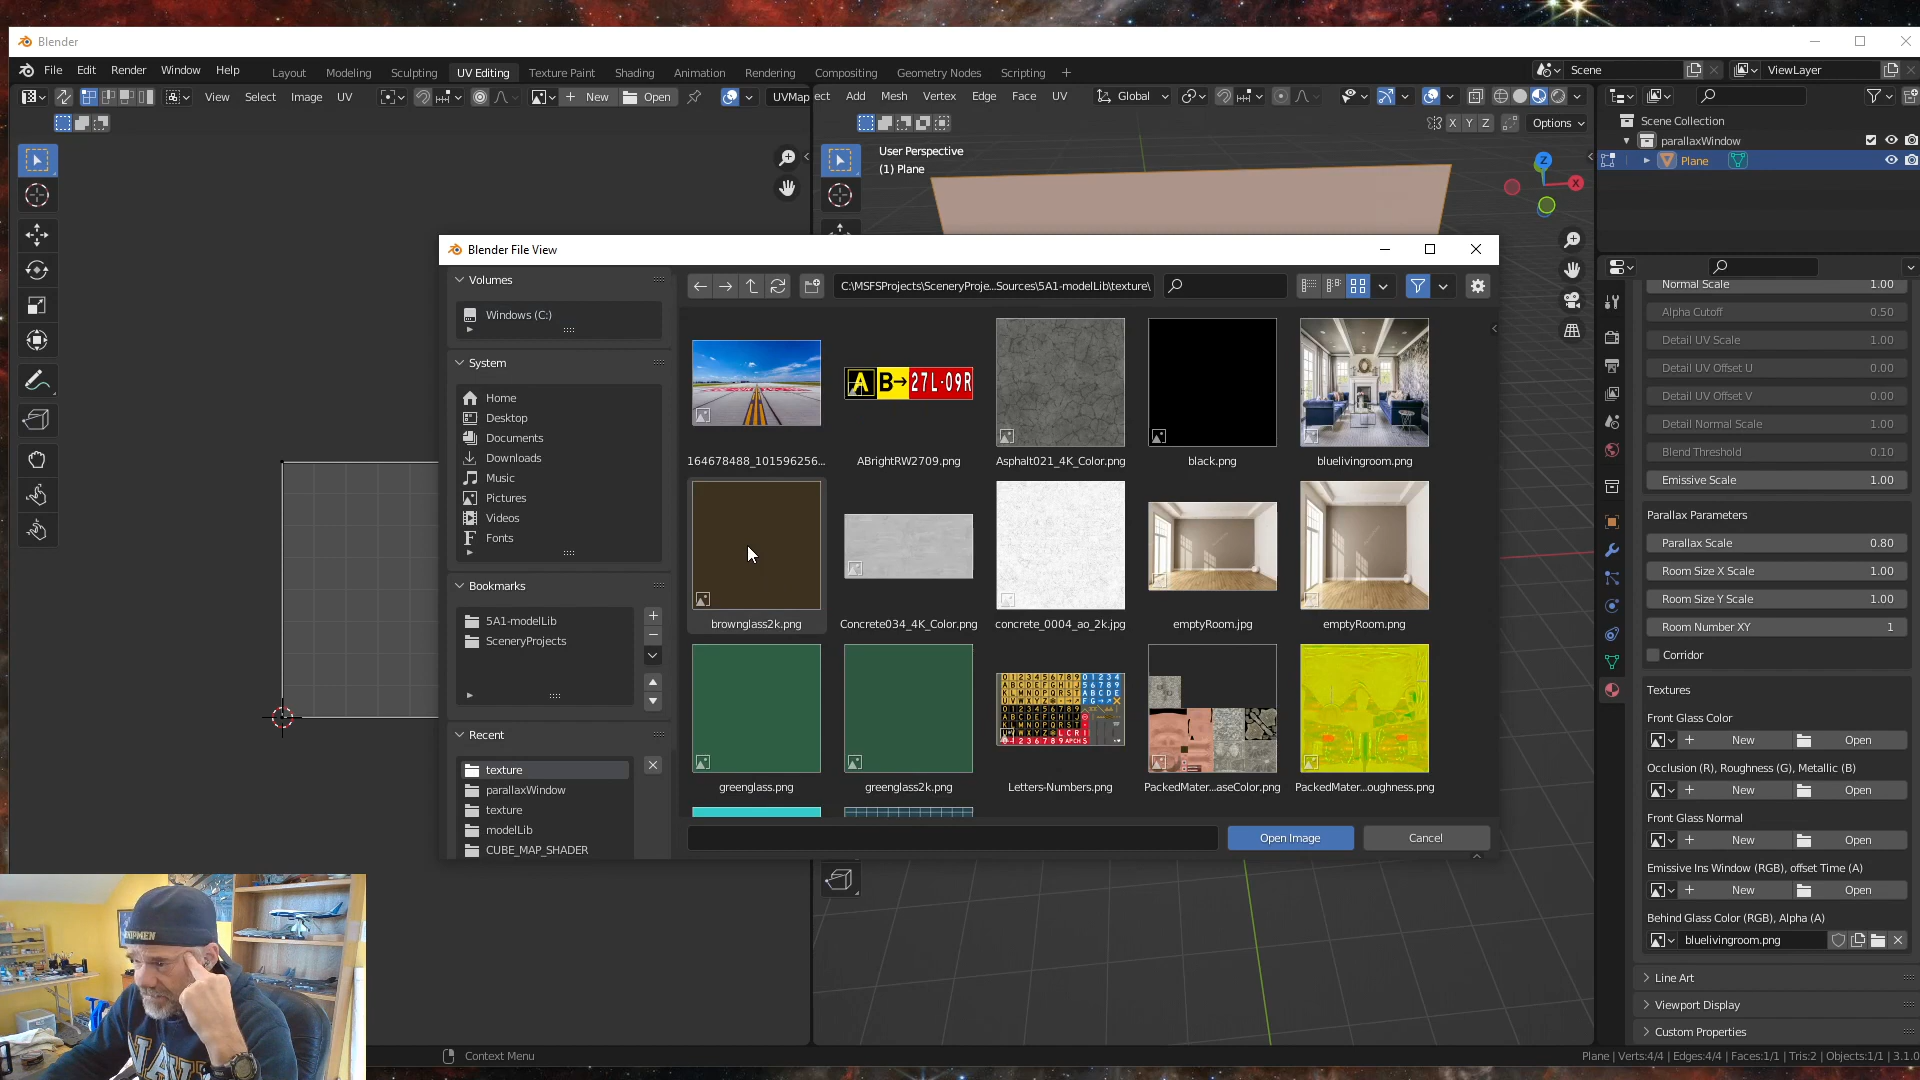 Blender
File Edit Render Window Help
Layout Modeling Sculpting UV Editing Texture Paint Shading Animation Rendering Compositing Geometry Nodes Scripting +
Scene
ViewLayer
View Select Image UV
New Open
UVMap
ect Add Mesh Vertex Edge Face UV
Global
X Y Z
Options
User Perspective
(1) Plane
Z
X
Scene Collection
parallaxWindow
Plane
Blender File View
Volumes
Windows (C:)
System
Home
Desktop
Documents
Downloads
Music
Pictures
Videos
Fonts
Bookmarks
5A1-modelLib
SceneryProjects
Recent
texture
parallaxWindow
texture
modelLib
CUBE_MAP_SHADER
C:\MSFSProjects\SceneryProje...Sources\5A1-modelLib\texture\
A B→ 27L-09R
164678488_101596256...
ABrightRW2709.png
Asphalt021_4K_Color.png
black.png
bluelivingroom.png
brownglass2k.png
Concrete034_4K_Color.png
concrete_0004_ao_2k.jpg
emptyRoom.jpg
emptyRoom.png
greenglass.png
greenglass2k.png
Letters-Numbers.png
PackedMater...aseColor.png
PackedMater...oughness.png
Open Image
Cancel
Normal Scale 1.00
Alpha Cutoff 0.50
Detail UV Scale 1.00
Detail UV Offset U 0.00
Detail UV Offset V 0.00
Detail Normal Scale 1.00
Blend Threshold 0.10
Emissive Scale 1.00
Parallax Parameters
Parallax Scale 0.80
Room Size X Scale 1.00
Room Size Y Scale 1.00
Room Number XY 1
Corridor
Textures
Front Glass Color
New Open
Occlusion (R), Roughness (G), Metallic (B)
New Open
Front Glass Normal
New Open
Emissive Ins Window (RGB), offset Time (A)
New Open
Behind Glass Color (RGB), Alpha (A)
bluelivingroom.png
Line Art
Viewport Display
Custom Properties
Context Menu
Plane | Verts:4/4 | Edges:4/4 | Faces:1/1 | Tris:2 | Objects:1/1 | 3.1.0